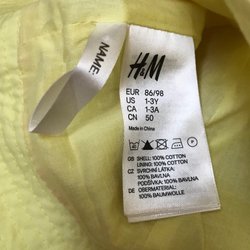 NAME:
H&M
EUR 86/98
US 1-3Y
CA 1-3A
CN 50
Made in China
GB SHELL: 100% COTTON
LINING: 100% COTTON
CZ SVRCHNÍ LÁTKA:
100% BAVLNA
PODŠÍVKA: 100% BAVLNA
DE OBERMATERIAL:
100% BAUMWOLLE